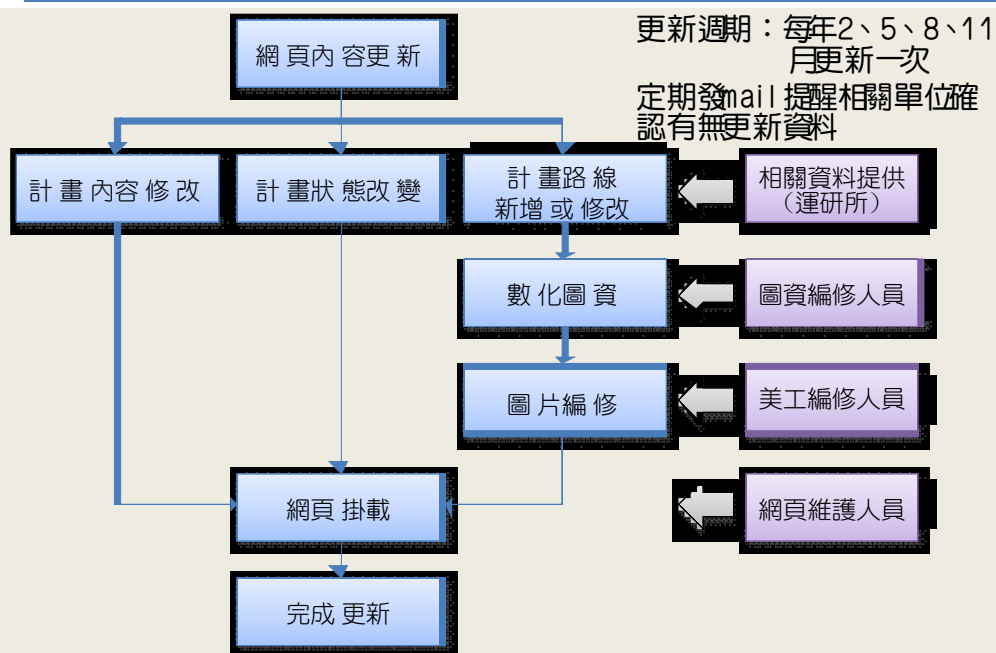 更新週期：每年2、5、8、11
月更新一次
定期發mail提醒相關單位確
認有無更新資料
網頁內容更新
計畫內容修改
計畫狀態改變
計畫路線
新增或修改
相關資料提供
（運研所）
數化圖資
圖資編修人員
圖片編修
美工編修人員
網頁掛載
網頁維護人員
完成更新